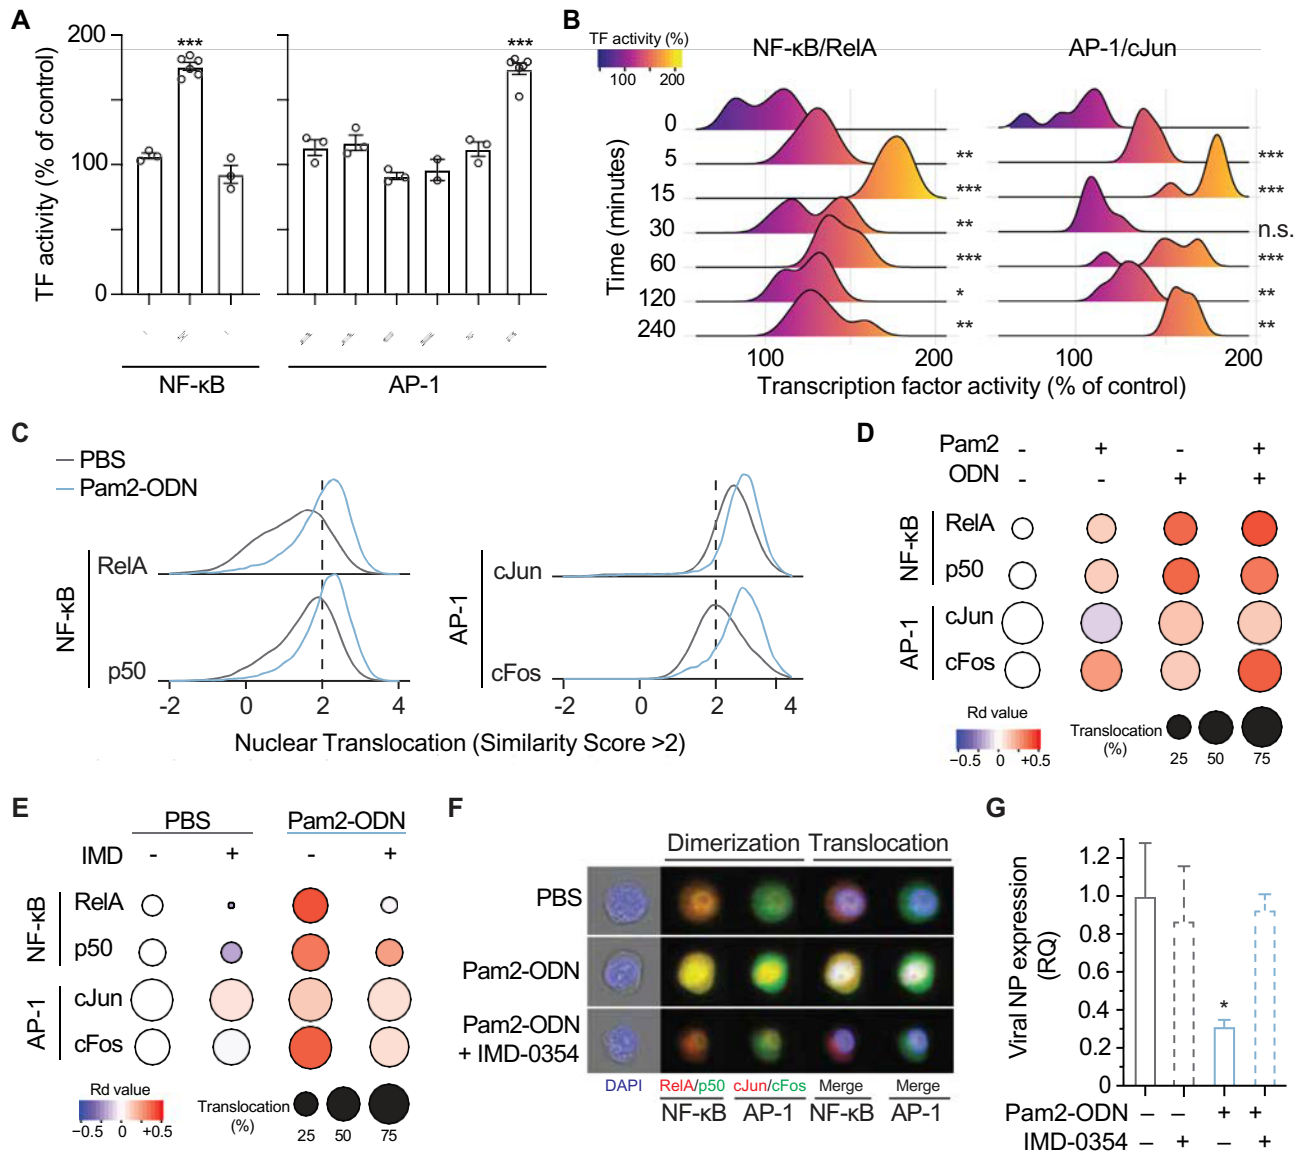 A
200
100
0
TF activity (% of control)
***
***
NF-κB
AP-1
B
TF activity (%)
100
200
NF-κB/RelA
AP-1/cJun
Time (minutes)
0
5
**
***
15
***
***
30
**
n.s.
60
***
***
120
*
**
240
**
**
100
200
100
200
Transcription factor activity (% of control)
C
PBS
Pam2-ODN
NF-κB
RelA
p50
AP-1
cJun
cFos
-2
0
2
4
-2
0
2
4
Nuclear Translocation (Similarity Score >2)
D
Pam2 - + - +
ODN - - + +
NF-κB
RelA
p50
AP-1
cJun
cFos
Rd value
−0.5 0 +0.5
Translocation
(%)
25 50 75
E
PBS
Pam2-ODN
IMD - + - +
NF-κB
RelA
p50
AP-1
cJun
cFos
Rd value
−0.5 0 +0.5
Translocation
(%)
25 50 75
F
Dimerization
Translocation
PBS
Pam2-ODN
Pam2-ODN
+ IMD-0354
DAPI
RelA/p50
cJun/cFos
Merge
Merge
NF-κB
AP-1
NF-κB
AP-1
G
Viral NP expression
(RQ)
1.2
1.0
0.8
0.6
0.4
0.2
0
*
Pam2-ODN – – + +
IMD-0354 – + – +